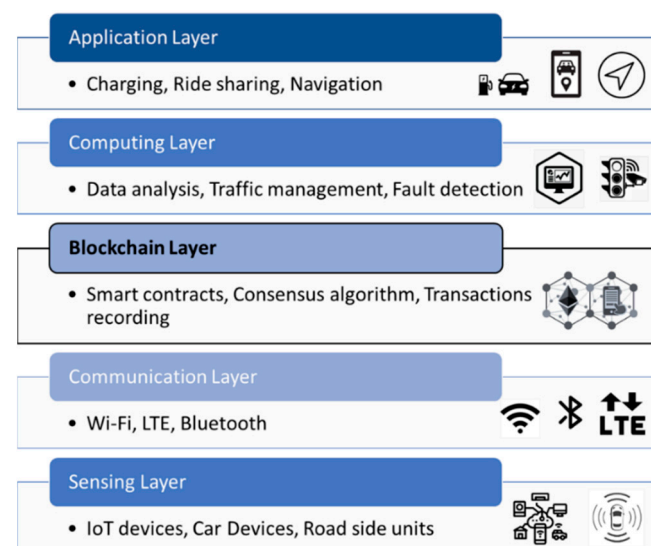 Application Layer
• Charging, Ride sharing, Navigation
Computing Layer
• Data analysis, Traffic management, Fault detection
Blockchain Layer
• Smart contracts, Consensus algorithm, Transactions
recording
Communication Layer
• Wi-Fi, LTE, Bluetooth
LTE
Sensing Layer
• IoT devices, Car Devices, Road side units